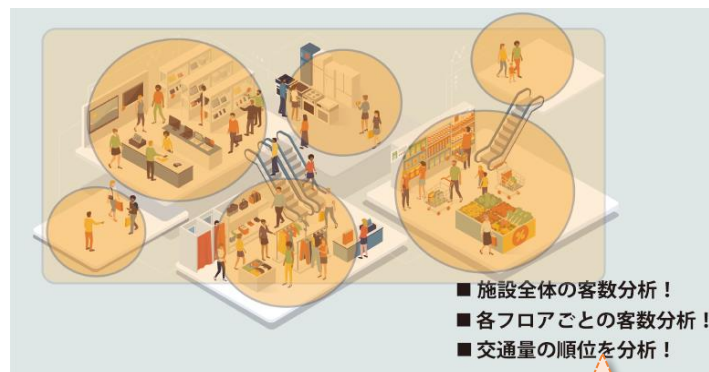 ■ 施設全体の客数分析！
■ 各フロアごとの客数分析！
■ 交通量の順位を分析！